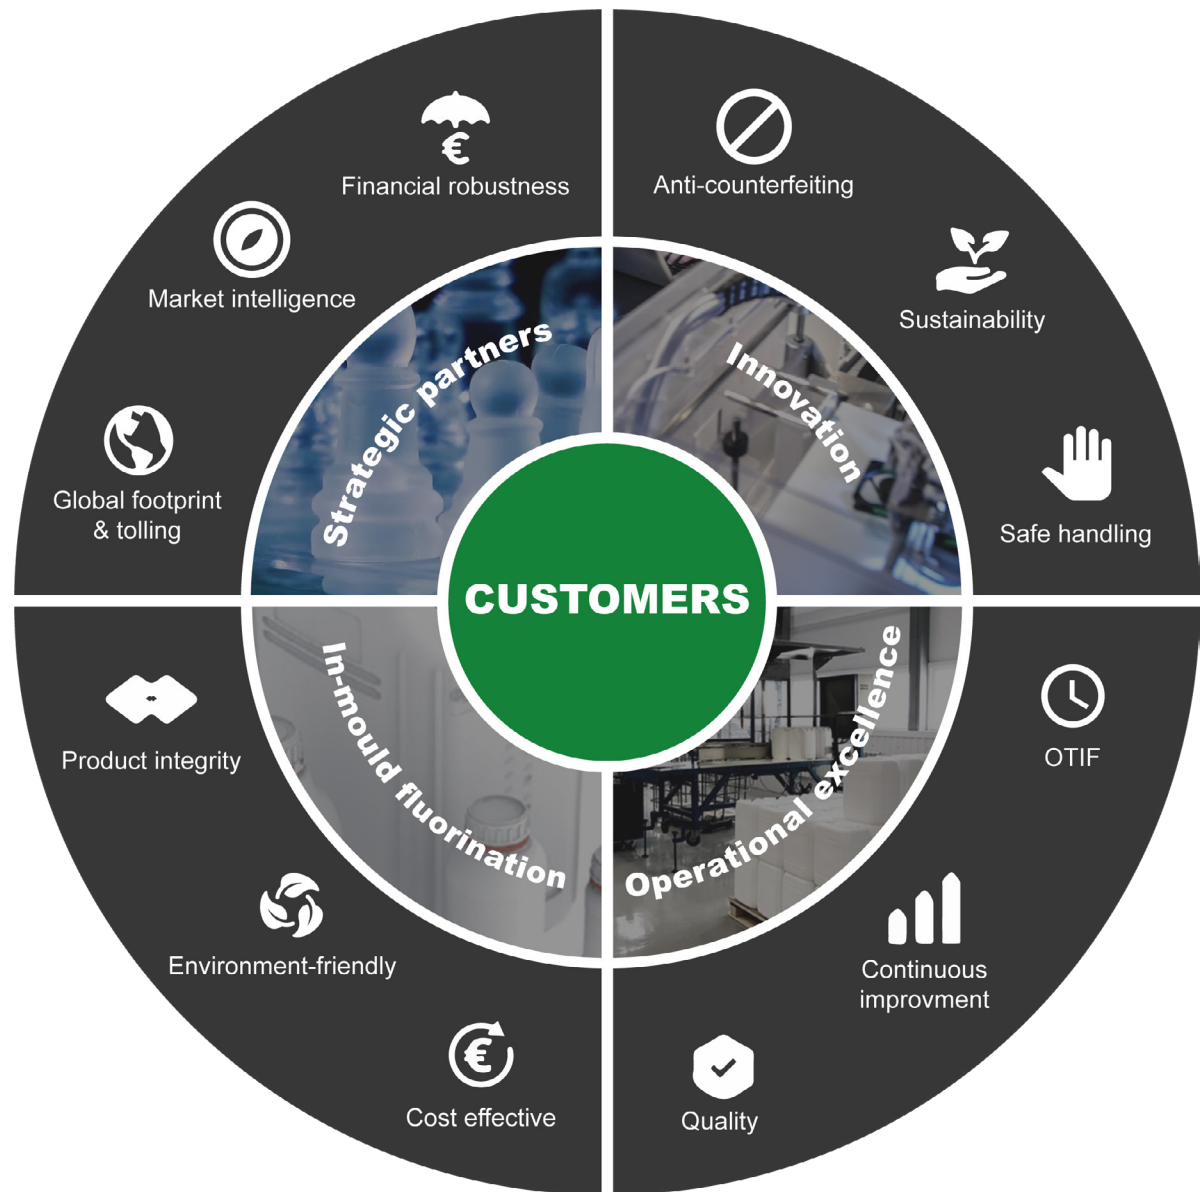 Financial robustness
Market intelligence
Global footprint
& tolling
Strategic partners
Anti-counterfeiting
Sustainability
Safe handling
Innovation
CUSTOMERS
In-mould fluorination
Product integrity
Environment-friendly
€
Cost effective
Operational excellence
OTIF
Continuous
improvment
Quality
€